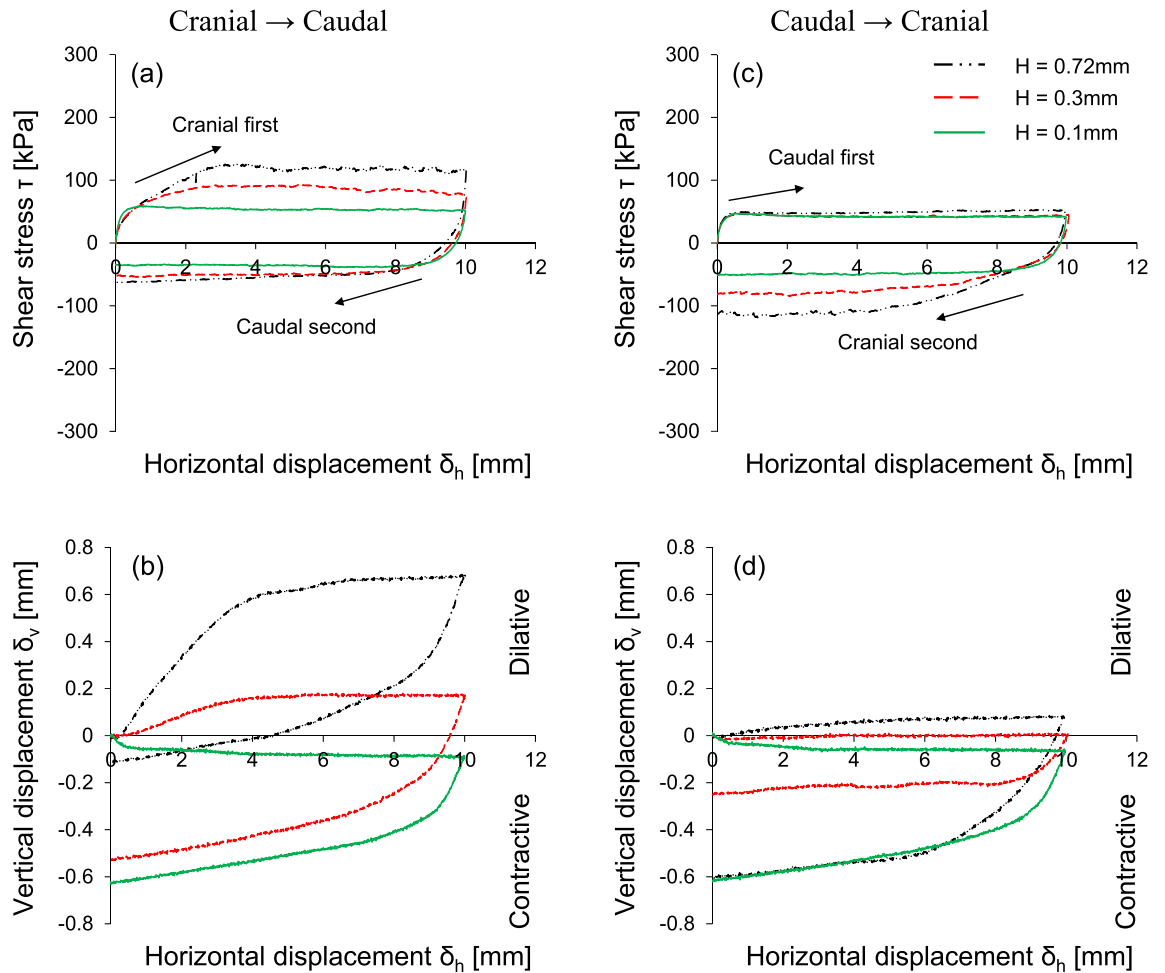 Cranial → Caudal
Caudal → Cranial
300
200
100
0
-100
-200
-300
Shear stress τ [kPa]
(a)
Cranial first
Caudal second
0 2 4 6 8 10 12
Horizontal displacement δh [mm]
300
200
100
0
-100
-200
-300
Shear stress τ [kPa]
(c)
H = 0.72mm
H = 0.3mm
H = 0.1mm
Caudal first
Cranial second
0 2 4 6 8 10 12
Horizontal displacement δh [mm]
0.8
0.6
0.4
0.2
0
-0.2
-0.4
-0.6
-0.8
Vertical displacement δv [mm]
(b)
Dilative
Contractive
0 2 4 6 8 10 12
Horizontal displacement δh [mm]
0.8
0.6
0.4
0.2
0
-0.2
-0.4
-0.6
-0.8
Vertical displacement δv [mm]
(d)
Dilative
Contractive
0 2 4 6 8 10 12
Horizontal displacement δh [mm]